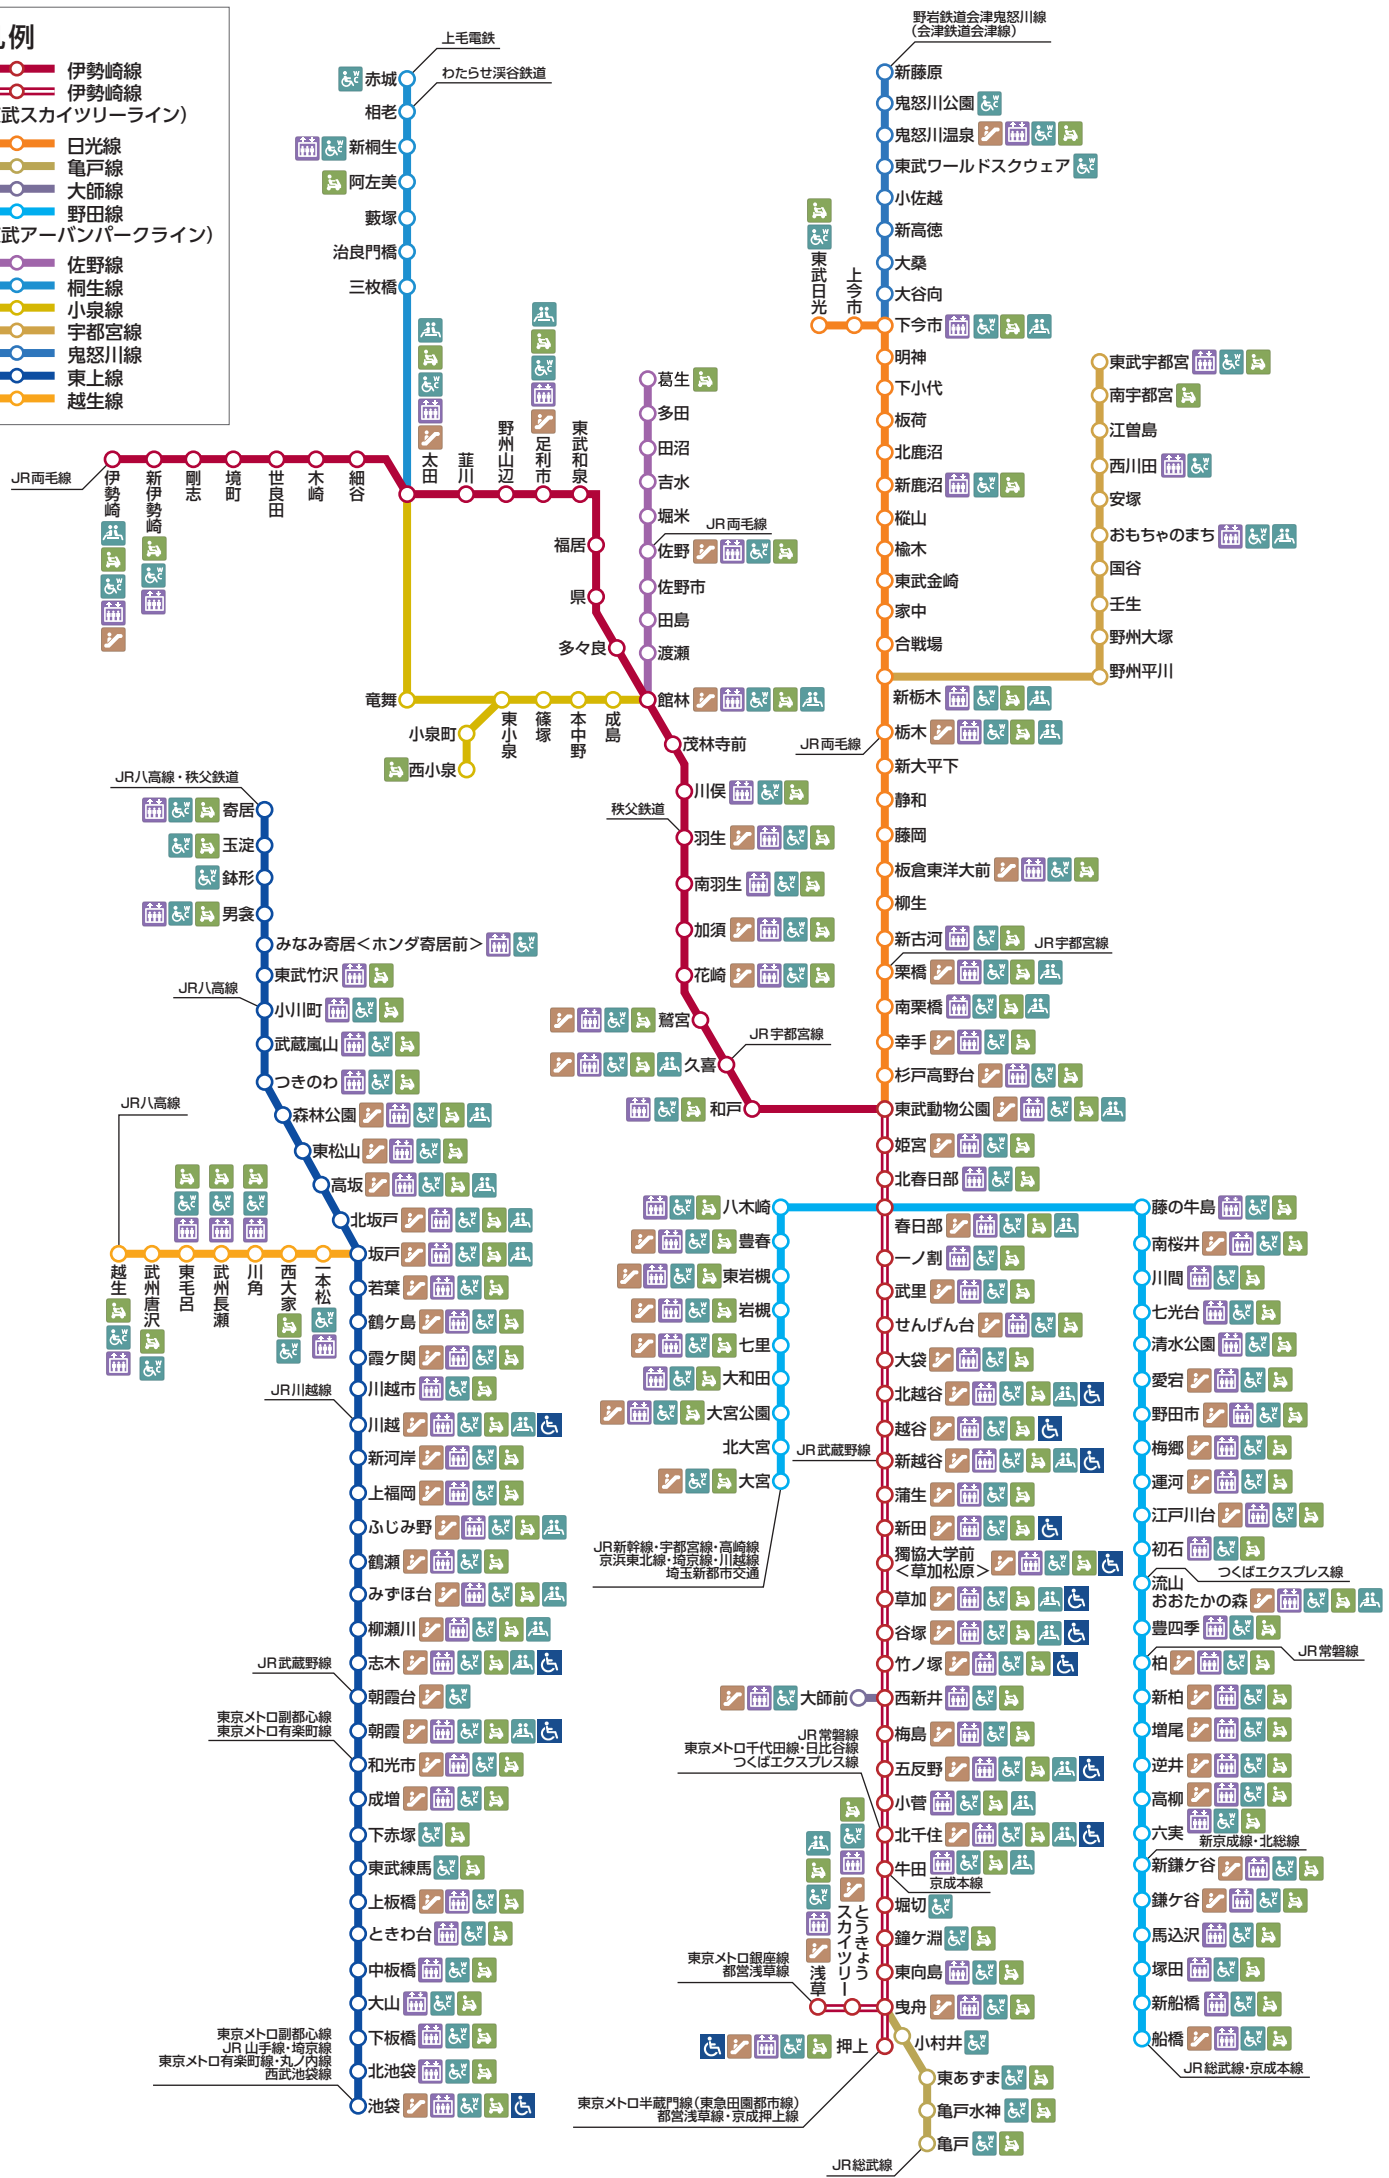 凡例
伊勢崎線
伊勢崎線
武スカイツリーライン）
日光線
亀戸線
大師線
野田線
武アーバンパークライン）
佐野線
桐生線
小泉線
宇都宮線
鬼怒川線
東上線
越生線
上毛電鉄
赤城
わたらせ渓谷鉄道
相老
新桐生
阿左美
藪塚
治良門橋
三枚橋
太田
韮川
野州山辺
足利市
東武和泉
JR両毛線
伊勢崎
新伊勢崎
剛志
境町
世良田
木崎
細谷
福居
県
多々良
竜舞
小泉町
西小泉
東小泉
篠塚
本中野
成島
葛生
多田
田沼
吉水
堀米
JR両毛線
佐野
佐野市
田島
渡瀬
館林
茂林寺前
川俣
秩父鉄道
羽生
南羽生
加須
花崎
鷲宮
JR宇都宮線
久喜
和戸
野岩鉄道会津鬼怒川線
（会津鉄道会津線）
新藤原
鬼怒川公園
鬼怒川温泉
東武ワールドスクウェア
小佐越
新高徳
大桑
大谷向
東武日光
上今市
下今市
明神
下小代
板荷
北鹿沼
新鹿沼
樅山
楡木
東武金崎
家中
合戦場
新栃木
JR両毛線
栃木
新大平下
静和
藤岡
板倉東洋大前
柳生
新古河
JR宇都宮線
栗橋
南栗橋
幸手
杉戸高野台
東武動物公園
東武宇都宮
南宇都宮
江曽島
西川田
安塚
おもちゃのまち
国谷
壬生
野州大塚
野州平川
姫宮
北春日部
春日部
一ノ割
武里
せんげん台
大袋
北越谷
越谷
JR武蔵野線
新越谷
蒲生
新田
獨協大学前
＜草加松原＞
草加
谷塚
竹ノ塚
大師前
西新井
梅島
五反野
小菅
JR常磐線
東京メトロ千代田線・日比谷線
つくばエクスプレス線
北千住
牛田
京成本線
堀切
鐘ケ淵
東向島
東京メトロ銀座線
都営浅草線
浅草
とうきょう
スカイツリー
曳舟
押上
東京メトロ半蔵門線（東急田園都市線）
都営浅草線・京成押上線
小村井
東あずま
亀戸水神
亀戸
JR総武線
八木崎
豊春
東岩槻
岩槻
七里
大和田
大宮公園
北大宮
大宮
JR新幹線・宇都宮線・高崎線
京浜東北線・埼京線・川越線
埼玉新都市交通
藤の牛島
南桜井
川間
七光台
清水公園
愛宕
野田市
梅郷
運河
江戸川台
初石
つくばエクスプレス線
流山
おおたかの森
豊四季
JR常磐線
柏
新柏
増尾
逆井
高柳
六実
新京成線・北総線
新鎌ケ谷
鎌ケ谷
馬込沢
塚田
新船橋
船橋
JR総武線・京成本線
JR八高線・秩父鉄道
寄居
玉淀
鉢形
男衾
みなみ寄居＜ホンダ寄居前＞
東武竹沢
JR八高線
小川町
武蔵嵐山
つきのわ
森林公園
東松山
高坂
北坂戸
坂戸
JR八高線
越生
武州唐沢
東毛呂
武州長瀬
川角
西大家
一本松
若葉
鶴ケ島
霞ケ関
川越市
JR川越線
川越
新河岸
上福岡
ふじみ野
鶴瀬
みずほ台
柳瀬川
志木
JR武蔵野線
朝霞台
朝霞
東京メトロ副都心線
東京メトロ有楽町線
和光市
成増
下赤塚
東武練馬
上板橋
ときわ台
中板橋
大山
下板橋
北池袋
東京メトロ副都心線
JR山手線・埼京線
東京メトロ有楽町線・丸ノ内線
西武池袋線
池袋